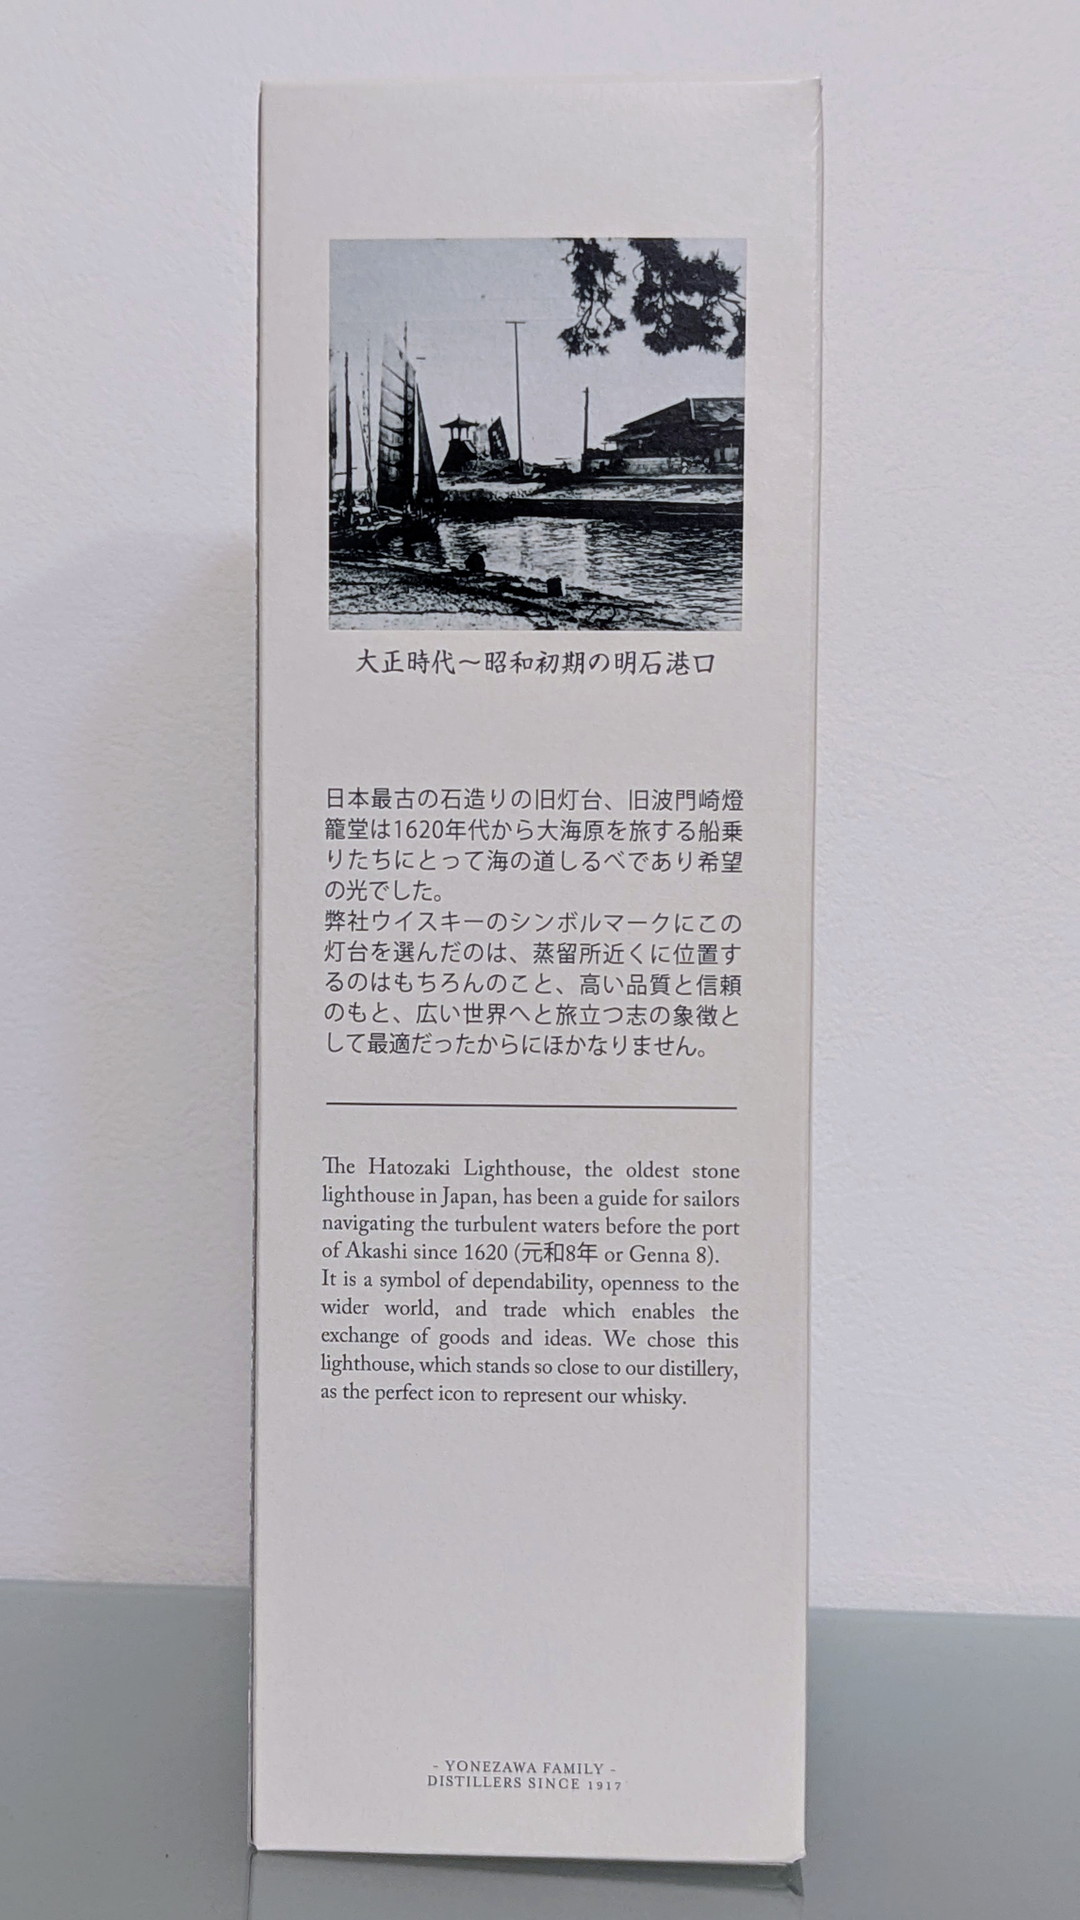 大正時代～昭和初期の明石港口
日本最古の石造りの旧灯台、旧波門崎燈
籠堂は1620年代から大海原を旅する船乗
りたちにとって海の道しるべであり希望
の光でした。
弊社ウイスキーのシンボルマークにこの
灯台を選んだのは、蒸留所近くに位置す
るのはもちろんのこと、高い品質と信頼
のもと、広い世界へと旅立つ志の象徴と
して最適だったからにほかなりません。
The Hatozaki Lighthouse, the oldest stone
lighthouse in Japan, has been a guide for sailors
navigating the turbulent waters before the port
of Akashi since 1620 (元和8年 or Genna 8).
It is a symbol of dependability, openness to the
wider world, and trade which enables the
exchange of goods and ideas. We chose this
lighthouse, which stands so close to our distillery,
as the perfect icon to represent our whisky.
- YONEZAWA FAMILY -
DISTILLERS SINCE 1917